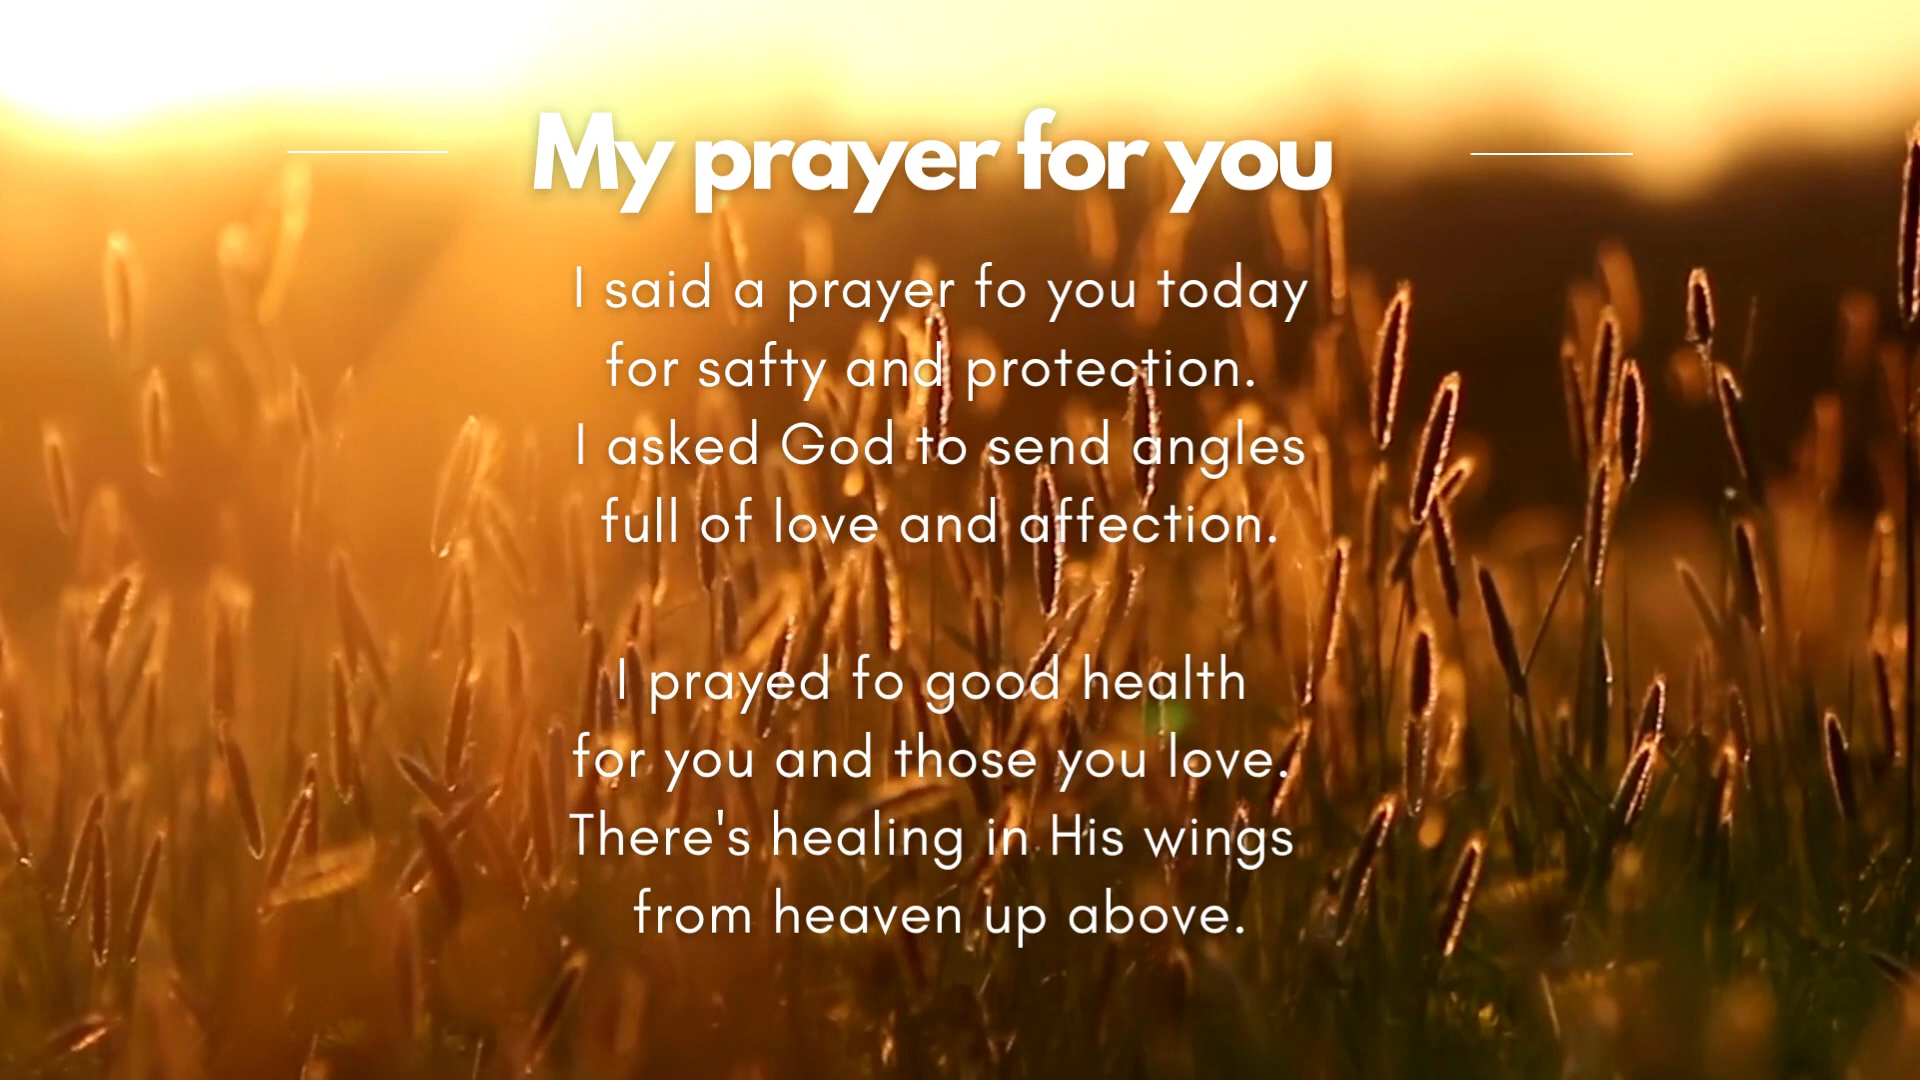 My prayer for you
I said a prayer fo you today
for safty and protection.
I asked God to send angles
full of love and affection.
I prayed fo good health
for you and those you love.
There's healing in His wings
from heaven up above.